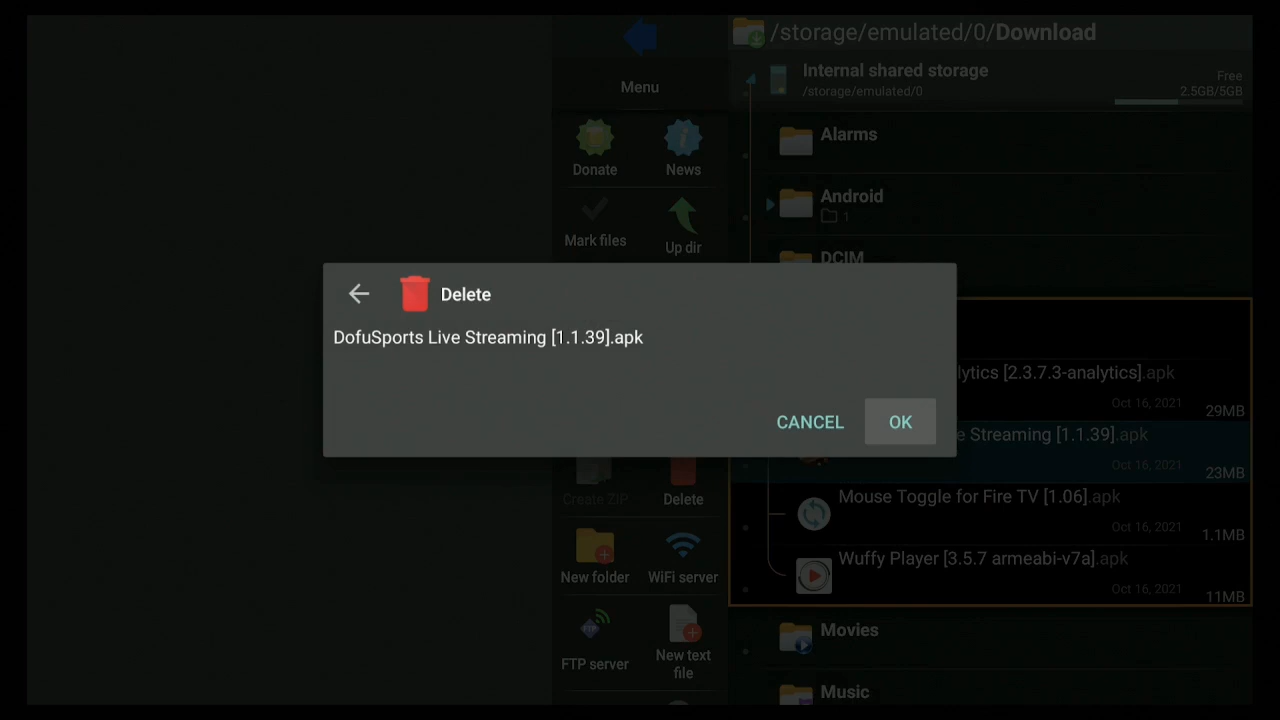 /storage/emulated/0/Download
Internal shared storage
/storage/emulated/0
Free
2.5GB/5GB
Menu
Donate
News
Mark files
Up dir
Alarms
Android
1
DCIM
Delete
DofuSports Live Streaming [1.1.39].apk
CANCEL
OK
lytics [2.3.7.3-analytics].apk
Oct 16, 2021
29MB
e Streaming [1.1.39].apk
Oct 16, 2021
23MB
Create ZIP
Delete
Mouse Toggle for Fire TV [1.06].apk
Oct 16, 2021
1.1MB
New folder
WiFi server
Wuffy Player [3.5.7 armeabi-v7a].apk
Oct 16, 2021
11MB
FTP
FTP server
New text
file
Movies
Music